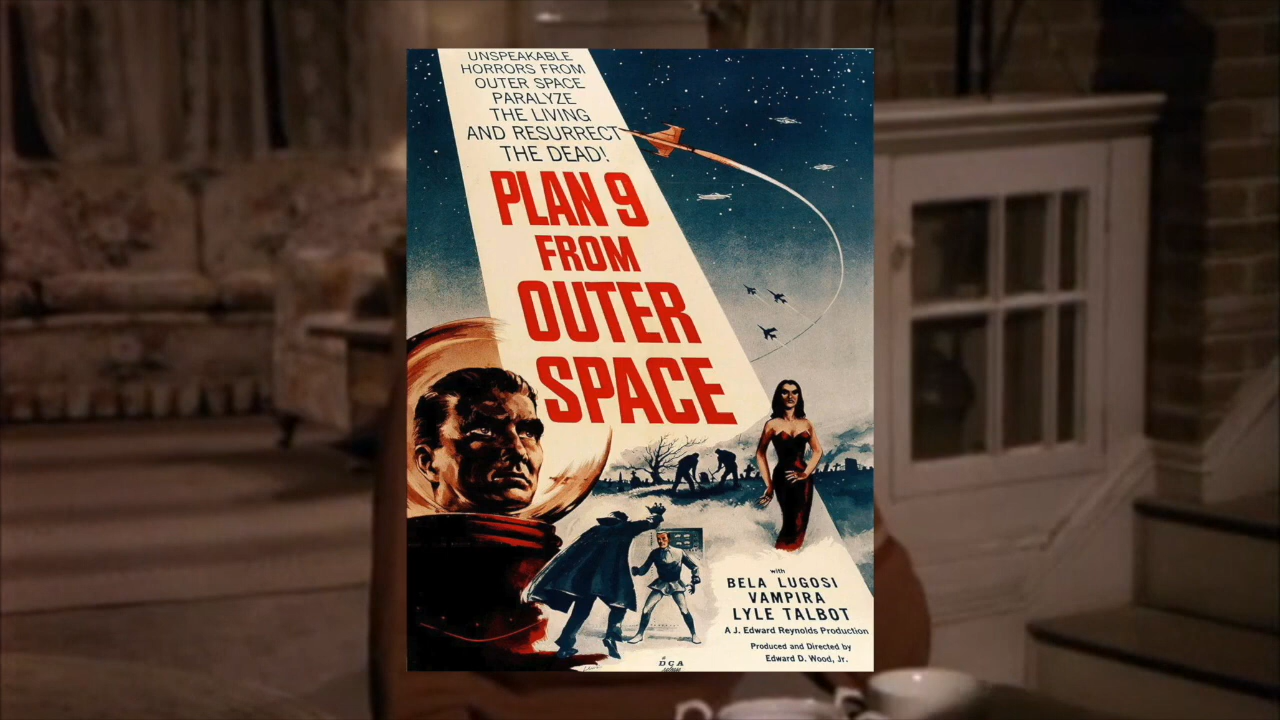 UNSPEAKABLE
HORRORS FROM
OUTER SPACE
PARALYZE
THE LIVING
AND RESURRECT
THE DEAD!
PLAN 9
FROM
OUTER
SPACE
with
BELA LUGOSI
VAMPIRA
LYLE TALBOT
A J. Edward Reynolds Production
Produced and Directed by
Edward D. Wood, Jr.
a
DCA